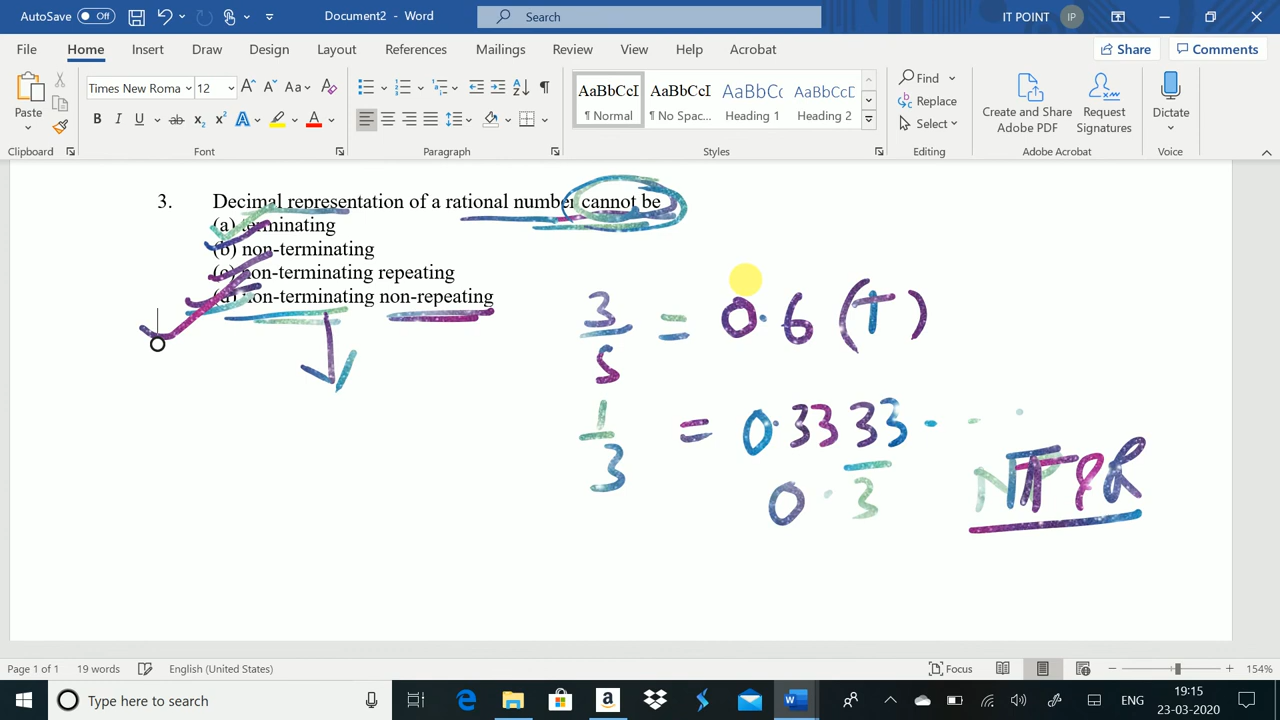 AutoSave Off Document2 - Word Search IT POINT IP
File Home Insert Draw Design Layout References Mailings Review View Help Acrobat Share Comments
Times New Roma 12 Aa AaBbCcI AaBbCcI AaBbCc AaBbCcD Find
Paste ¶ Normal ¶ No Spac... Heading 1 Heading 2 Replace Create and Share Adobe PDF Request Signatures Dictate
Select
Clipboard Font Paragraph Styles Editing Adobe Acrobat Voice
3. Decimal representation of a rational number cannot be
(a) terminating
(b) non-terminating
(c) non-terminating repeating
(d) non-terminating non-repeating
3/5 = 0.6 (T)
1/3 = 0.3333- - -
0.3
Page 1 of 1 19 words English (United States) Focus 154%
Type here to search ENG 19:15
23-03-2020